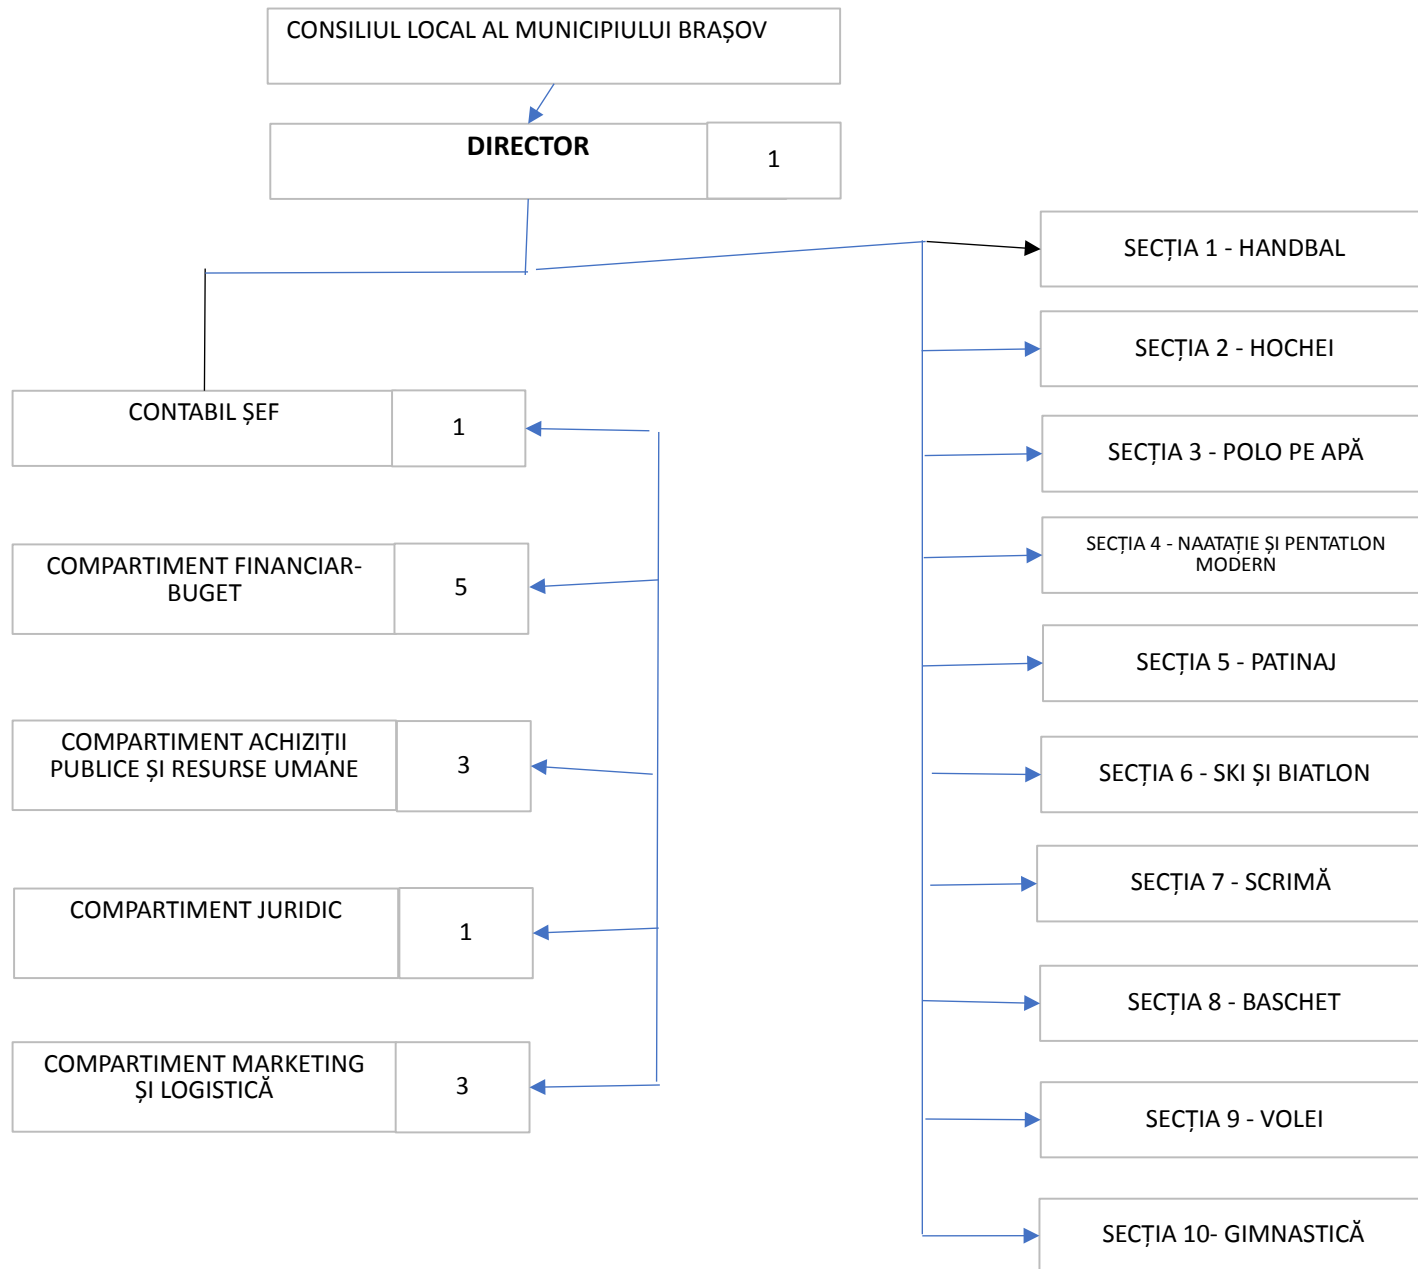 CONSILIUL LOCAL AL MUNICIPIULUI BRAȘOV
DIRECTOR
1
CONTABIL ȘEF
1
COMPARTIMENT FINANCIAR-
BUGET
5
COMPARTIMENT ACHIZIȚII
PUBLICE ȘI RESURSE UMANE
3
COMPARTIMENT JURIDIC
1
COMPARTIMENT MARKETING
ȘI LOGISTICĂ
3
SECȚIA 1 - HANDBAL
SECȚIA 2 - HOCHEI
SECȚIA 3 - POLO PE APĂ
SECȚIA 4 - NAATAȚIE ȘI PENTATLON
MODERN
SECȚIA 5 - PATINAJ
SECȚIA 6 - SKI ȘI BIATLON
SECȚIA 7 - SCRIMĂ
SECȚIA 8 - BASCHET
SECȚIA 9 - VOLEI
SECȚIA 10- GIMNASTICĂ